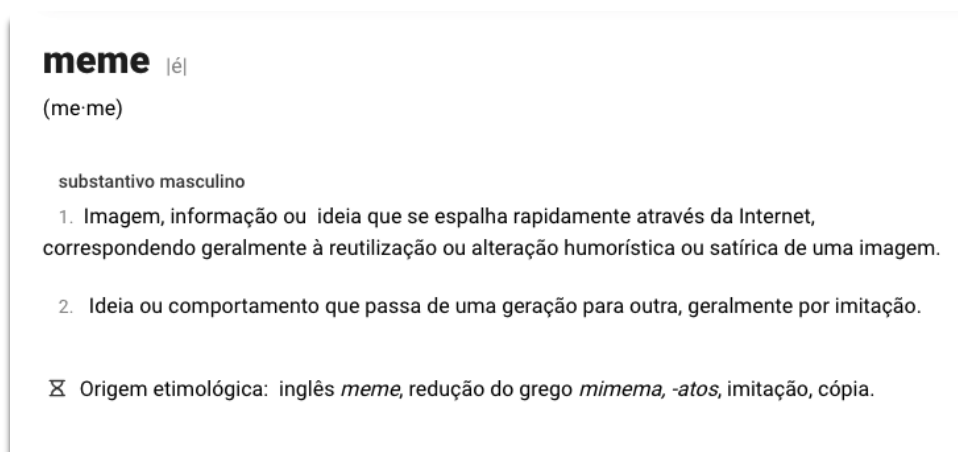 meme |é|
(me·me)
substantivo masculino
1. Imagem, informação ou ideia que se espalha rapidamente através da Internet,
correspondendo geralmente à reutilização ou alteração humorística ou satírica de uma imagem.
2. Ideia ou comportamento que passa de uma geração para outra, geralmente por imitação.
Origem etimológica: inglês meme, redução do grego mimema, -atos, imitação, cópia.